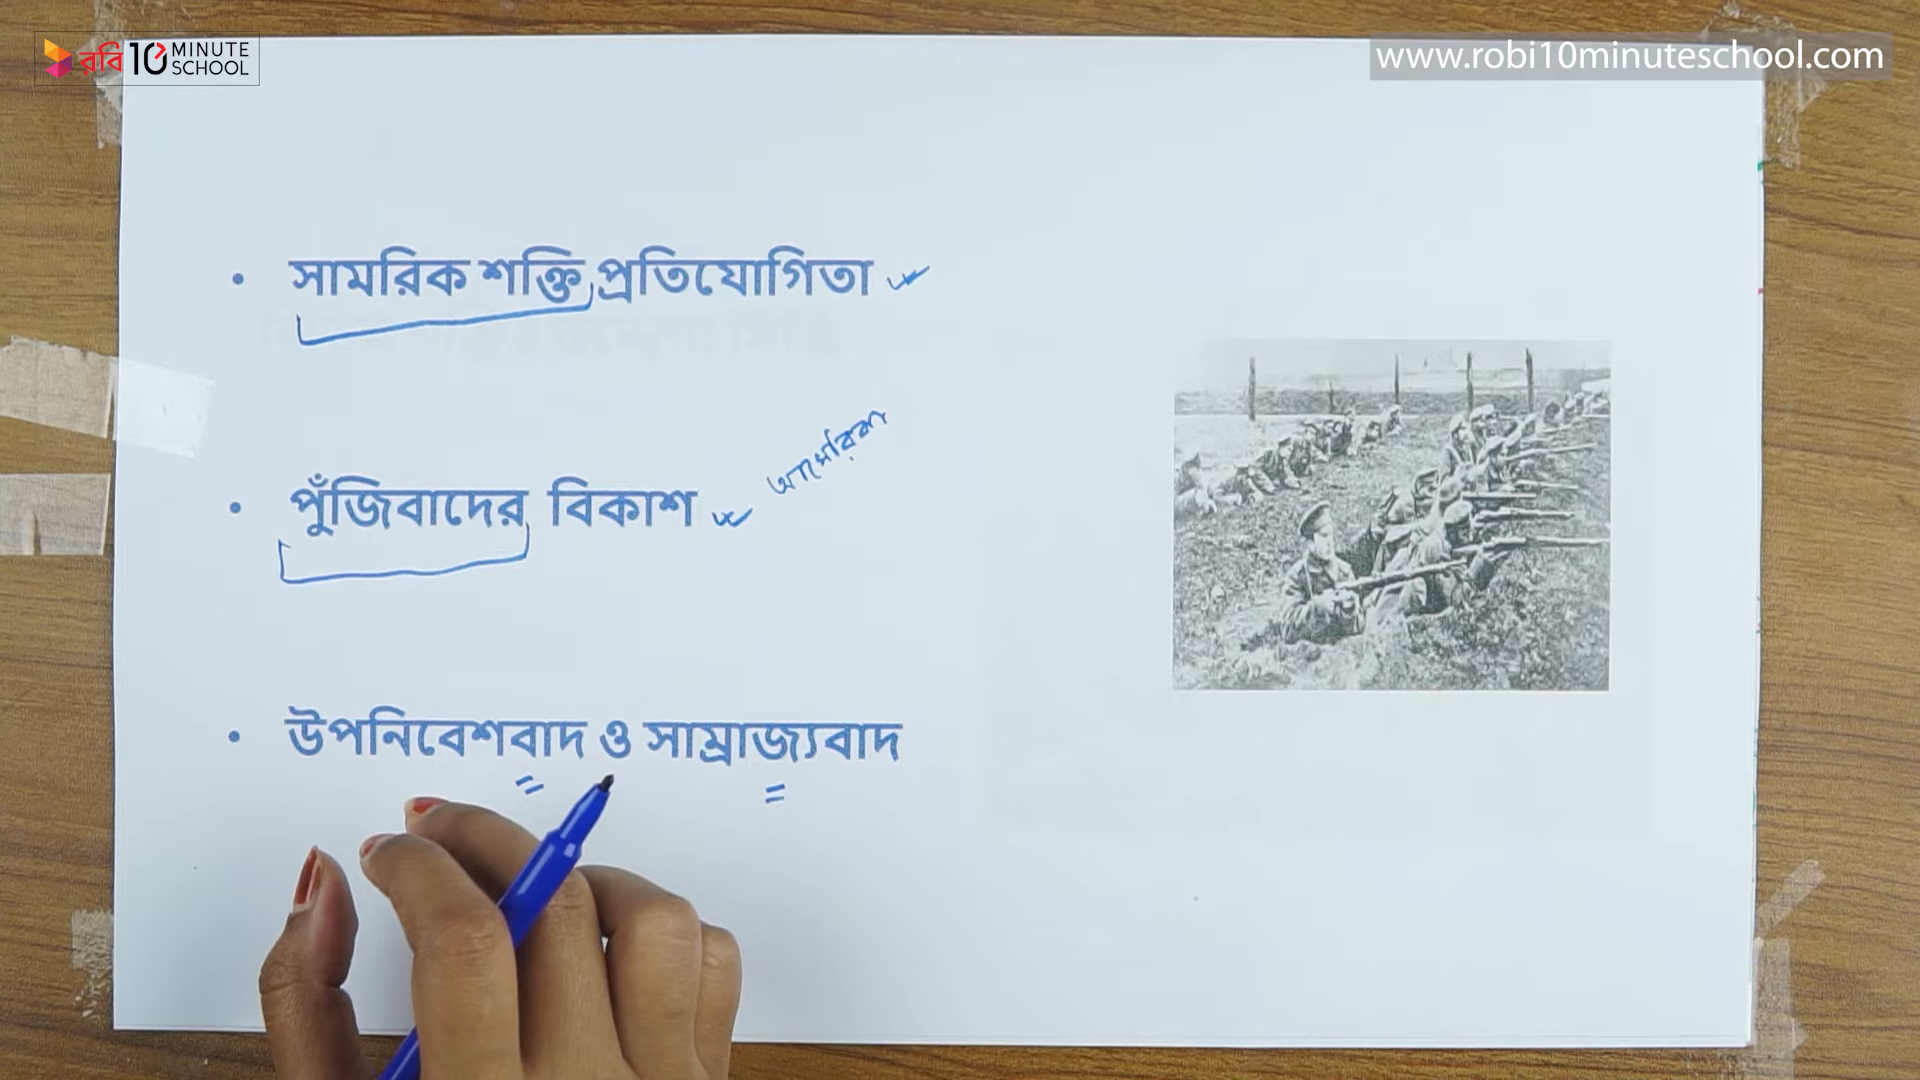 রবি 10 MINUTE SCHOOL
www.robi10minuteschool.com
• সামরিক শক্তি প্রতিযোগিতা
আমেরিকা
• পুঁজিবাদের বিকাশ
• উপনিবেশবাদ ও সাম্রাজ্যবাদ